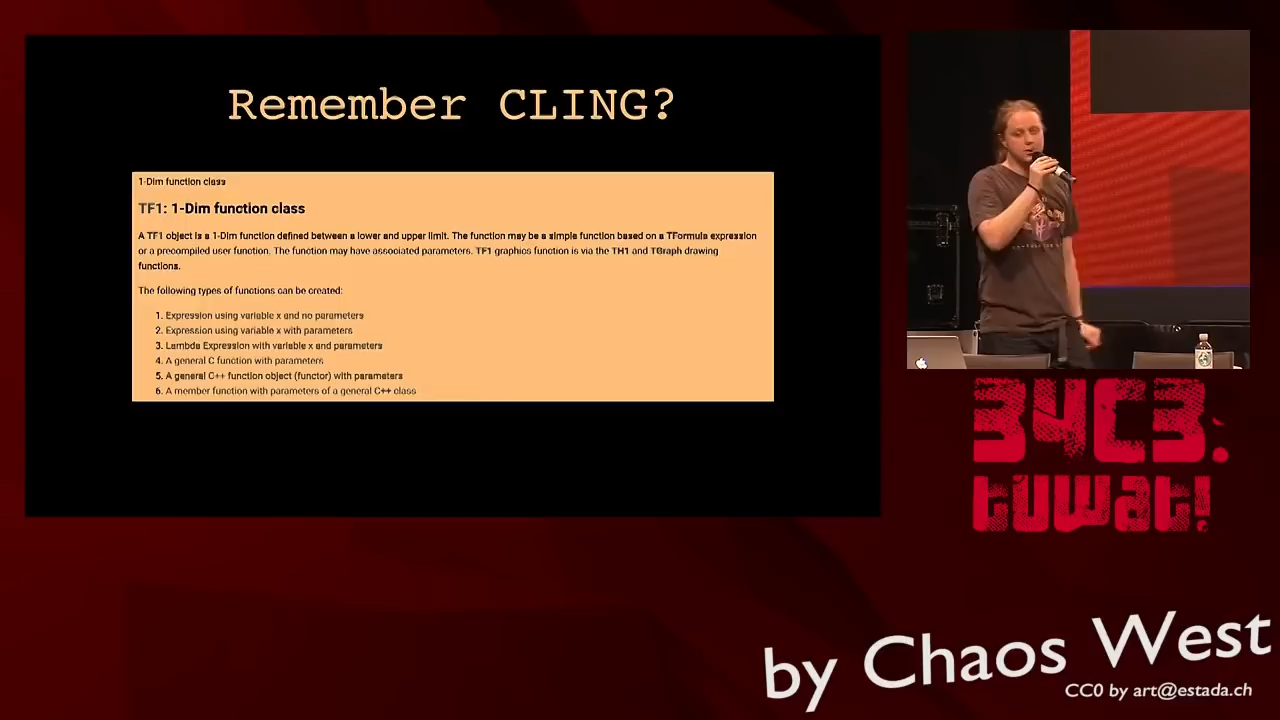 Remember CLING?
1-Dim function class
TF1: 1-Dim function class
A TF1 object is a 1-Dim function defined between a lower and upper limit. The function may be a simple function based on a TFormula expression
or a precompiled user function. The function may have associated parameters. TF1 graphics function is via the TH1 and TGraph drawing
functions.
The following types of functions can be created:
1. Expression using variable x and no parameters
2. Expression using variable x with parameters
3. Lambda Expression with variable x and parameters
4. A general C function with parameters
5. A general C++ function object (functor) with parameters
6. A member function with parameters of a general C++ class
34C3:
tuwat!
by Chaos West
CC0 by art@estada.ch